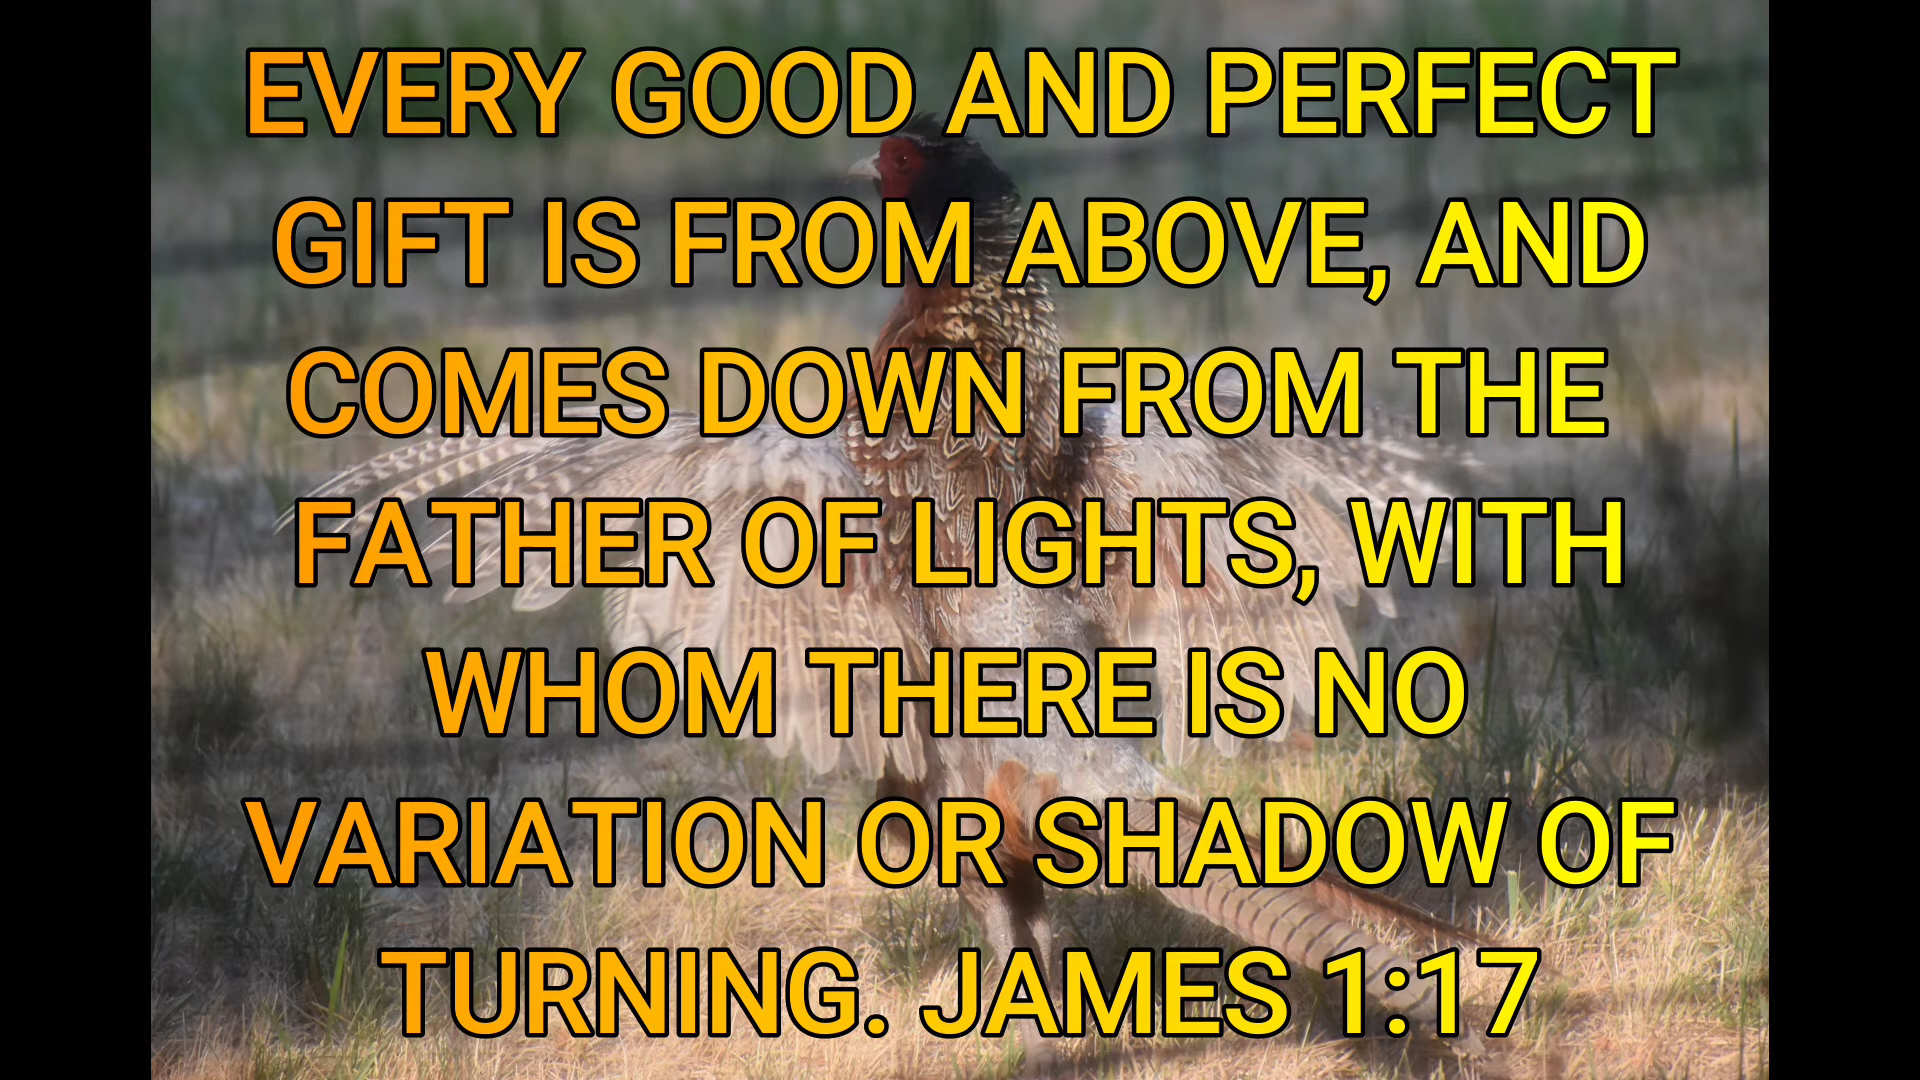 EVERY GOOD AND PERFECT
GIFT IS FROM ABOVE, AND
COMES DOWN FROM THE
FATHER OF LIGHTS, WITH
WHOM THERE IS NO
VARIATION OR SHADOW OF
TURNING. JAMES 1:17